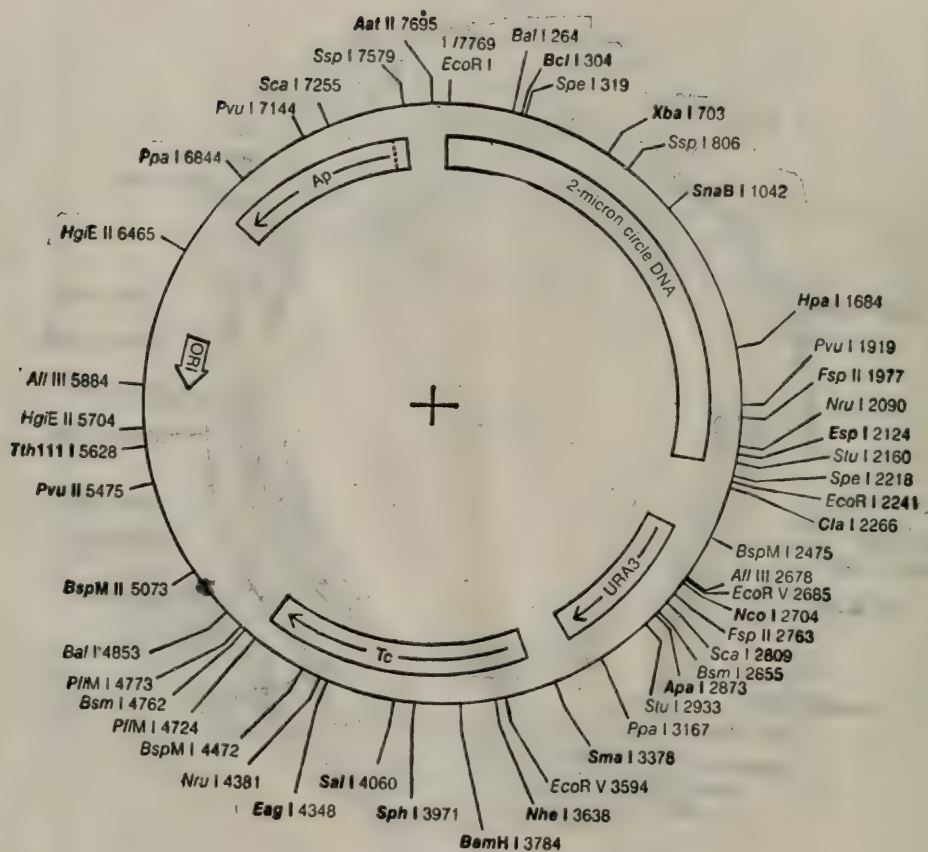 Aat II 7695
1/7769
EcoR I
Bal I 264
Bcl I 304
Spe I 319
Xba I 703
Ssp I 806
SnaB I 1042
Hpa I 1684
Pvu I 1919
Fsp II 1977
Nru I 2090
Esp I 2124
Stu I 2160
Spe I 2218
EcoR I 2241
Cla I 2266
BspM I 2475
Afl III 2678
EcoR V 2685
Nco I 2704
Fsp II 2763
Sca I 2809
Bsm I 2855
Apa I 2873
Stu I 2933
Ppa I 3167
Sma I 3378
EcoR V 3594
Nhe I 3638
BamH I 3784
Sph I 3971
Sal I 4060
Eag I 4348
Nru I 4381
BspM I 4472
PflM I 4724
Bsm I 4762
PflM I 4773
Bal I 4853
BspM II 5073
Pvu II 5475
Tth111 I 5628
HgiE II 5704
Afl III 5884
HgiE II 6465
Ppa I 6844
Pvu I 7144
Sca I 7255
Ssp I 7579
Ap
2-micron circle DNA
URA3
Tc
ORI